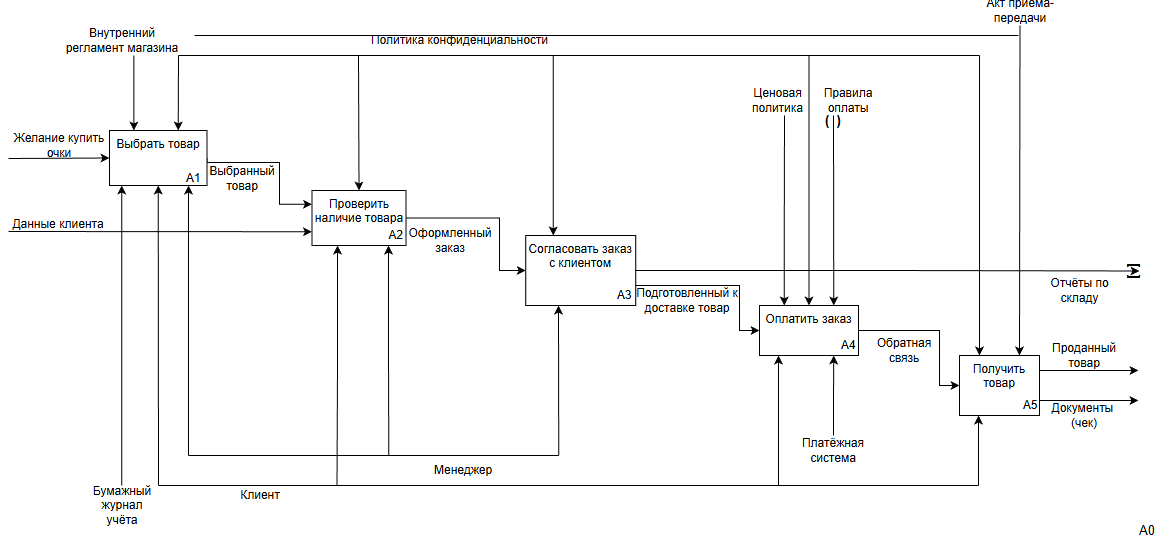 Акт приёма-
передачи
Внутренний
регламент магазина
Политика конфиденциальности
Ценовая
политика
Правила
оплаты
( )
Желание купить
очки
Выбрать товар
A1
Выбранный
товар
Проверить
наличие товара
A2
Данные клиента
Оформленный
заказ
Согласовать заказ
с клиентом
A3
Отчёты по
складу
Подготовленный к
доставке товар
Оплатить заказ
A4
Обратная
связь
Проданный
товар
Получить
товар
A5
Документы
(чек)
Платёжная
система
Менеджер
Бумажный
журнал
учёта
Клиент
A0